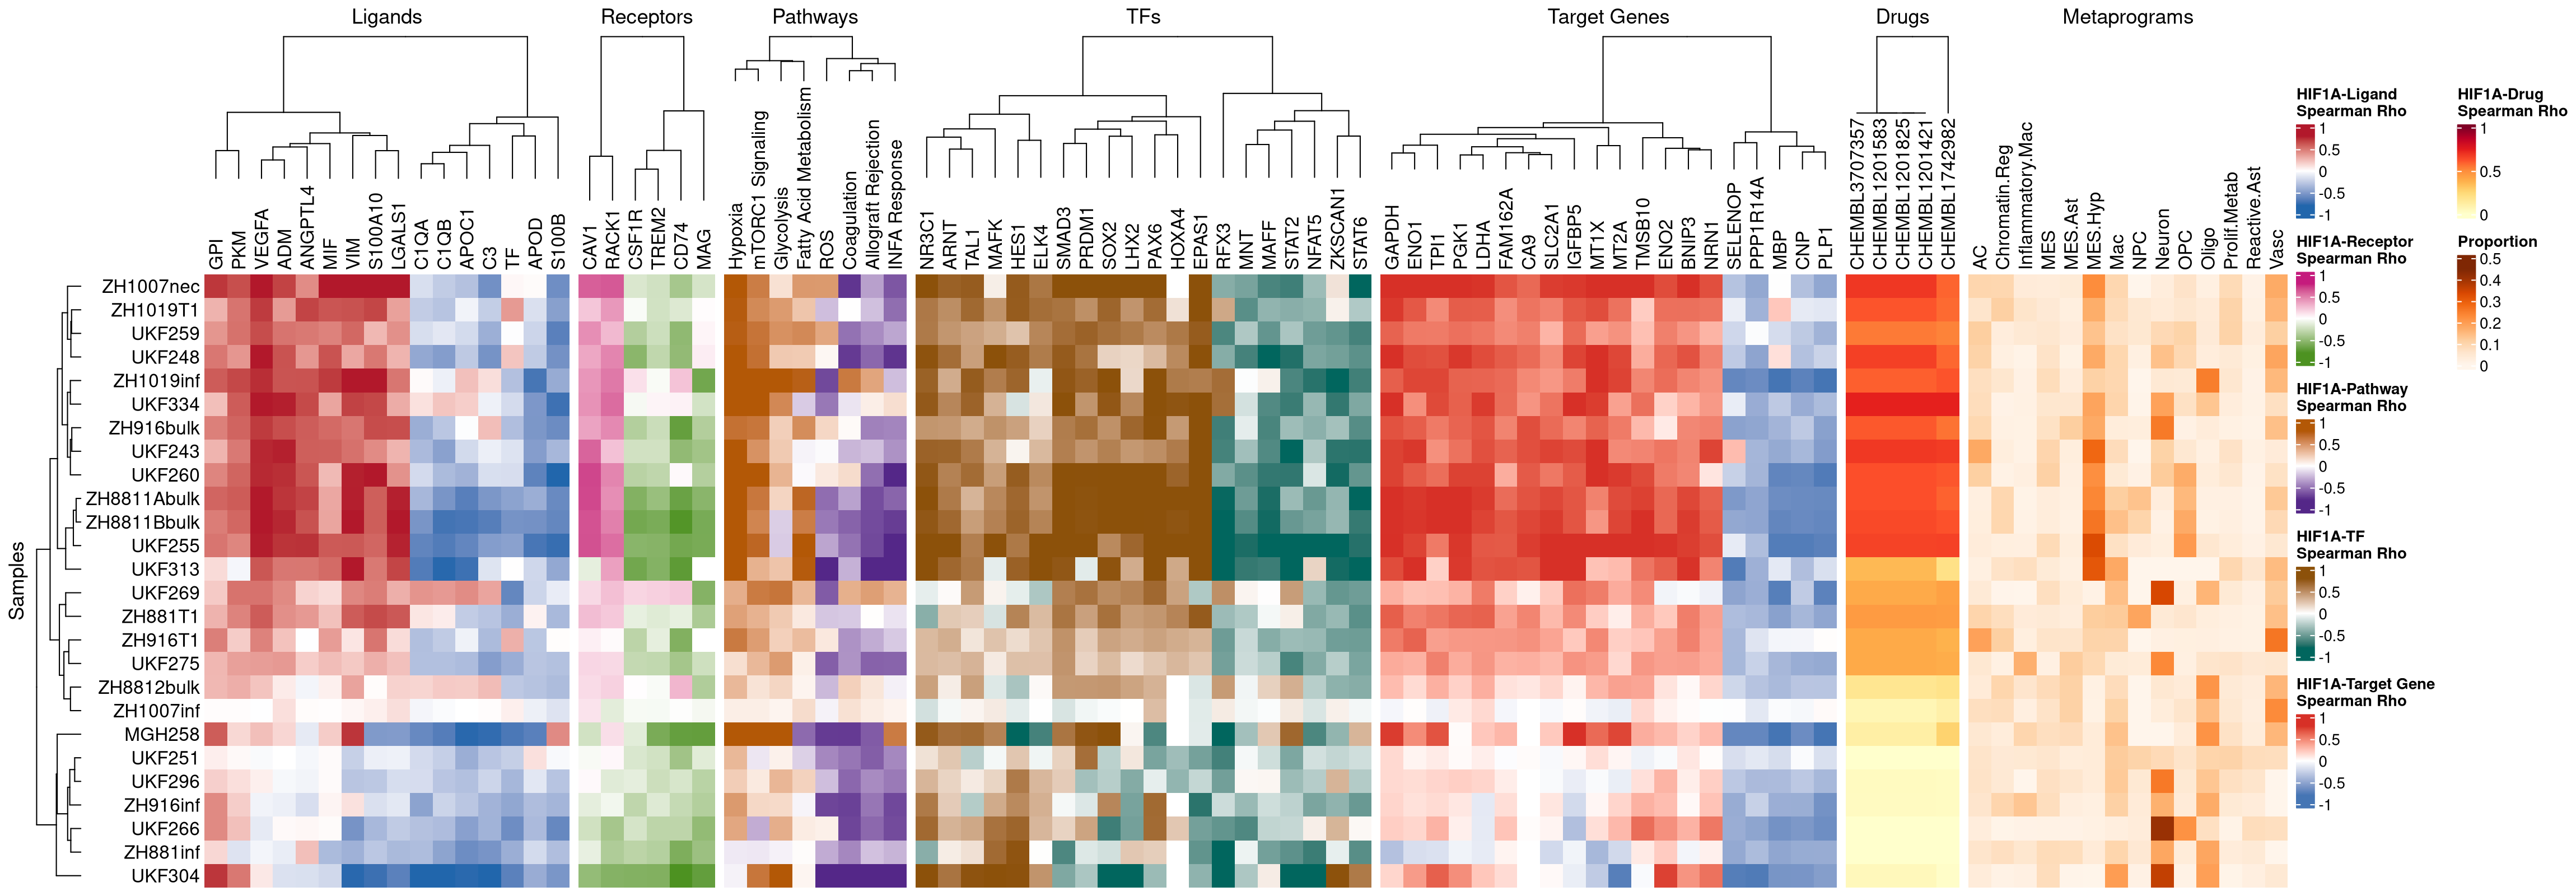 Ligands Receptors Pathways TFs Target Genes Drugs Metaprograms
GPI PKM VEGFA ADM ANGPTL4 MIF VIM S100A10 LGALS1 C1QA C1QB APOC1 C3 TF APOD S100B
CAV1 RACK1 CSF1R TREM2 CD74 MAG
Hypoxia
mTORC1 Signaling
Glycolysis
Fatty Acid Metabolism
ROS
Coagulation
Allograft Rejection
INFA Response
NR3C1 ARNT TAL1 MAFK HES1 ELK4 SMAD3 PRDM1 SOX2 LHX2 PAX6 HOXA4 EPAS1 RFX3 MNT MAFF STAT2 NFAT5 ZKSCAN1 STAT6
GAPDH ENO1 TPI1 PGK1 LDHA FAM162A CA9 SLC2A1 IGFBP5 MT1X MT2A TMSB10 ENO2 BNIP3 NRN1 SELENOP PPP1R14A MBP CNP PLP1
CHEMBL3707357
CHEMBL1201583
CHEMBL1201825
CHEMBL1201421
CHEMBL1742982
AC
Chromatin.Reg
Inflammatory.Mac
MES
MES.Ast
MES.Hyp
Mac
NPC
Neuron
OPC
Oligo
Prolif.Metab
Reactive.Ast
Vasc
Samples
ZH1007nec
ZH1019T1
UKF259
UKF248
ZH1019inf
UKF334
ZH916bulk
UKF243
UKF260
ZH8811Abulk
ZH8811Bbulk
UKF255
UKF313
UKF269
ZH881T1
ZH916T1
UKF275
ZH8812bulk
ZH1007inf
MGH258
UKF251
UKF296
ZH916inf
UKF266
ZH881inf
UKF304
HIF1A-Ligand
Spearman Rho
1
0.5
0
-0.5
-1
HIF1A-Receptor
Spearman Rho
1
0.5
0
-0.5
-1
HIF1A-Pathway
Spearman Rho
1
0.5
0
-0.5
-1
HIF1A-TF
Spearman Rho
1
0.5
0
-0.5
-1
HIF1A-Target Gene
Spearman Rho
1
0.5
0
-0.5
-1
HIF1A-Drug
Spearman Rho
1
0.5
0
Proportion
0.5
0.4
0.3
0.2
0.1
0